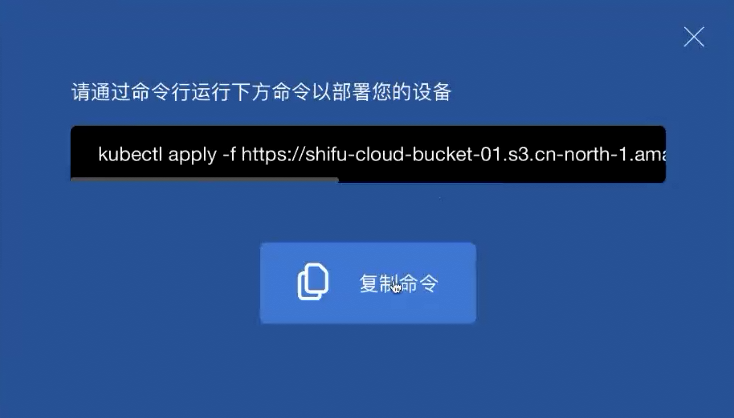 请通过命令行运行下方命令以部署您的设备
kubectl apply -f https://shifu-cloud-bucket-01.s3.cn-north-1.ama
复制命令